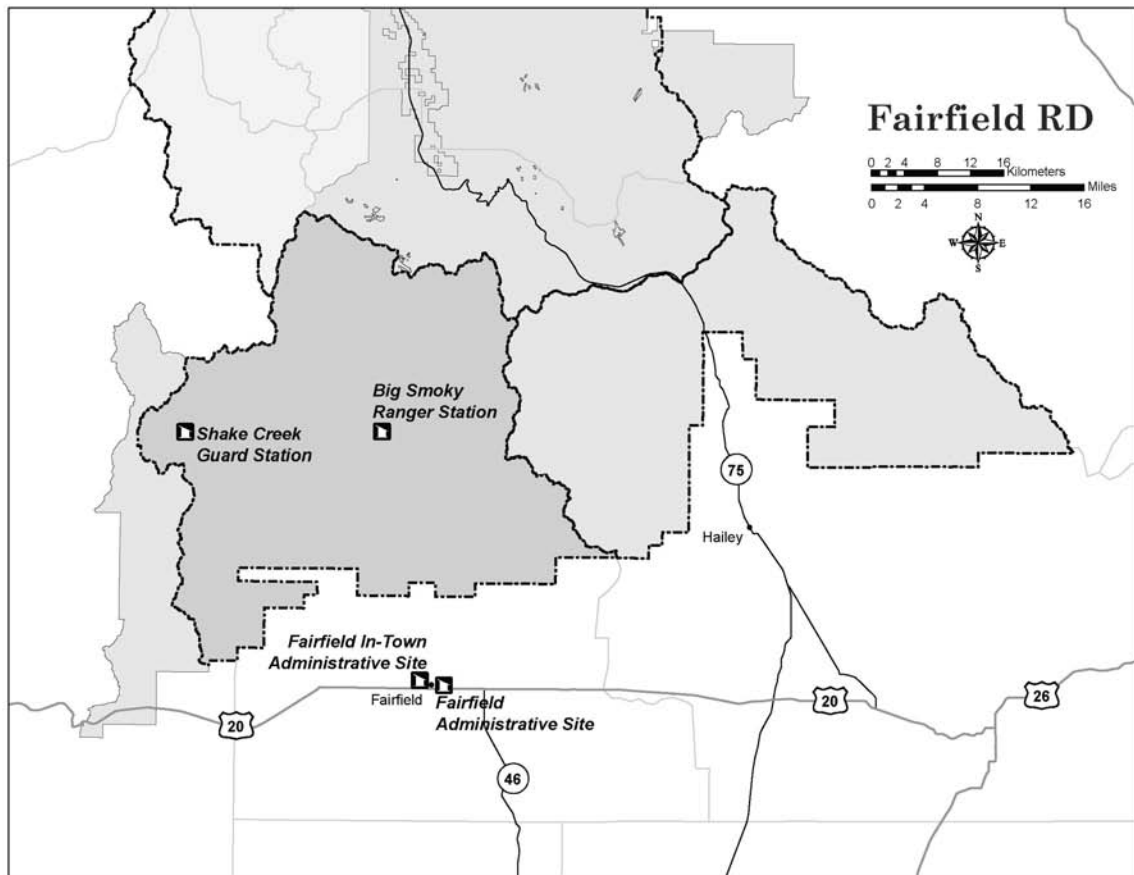 Fairfield RD
0 2 4 8 12 16
Kilometers
Miles
0 2 4 8 12 16
N
W E
S
Big Smoky
Ranger Station
Shake Creek
Guard Station
75
Hailey
Fairfield In-Town
Administrative Site
Fairfield
Fairfield
Administrative Site
20
20
26
46